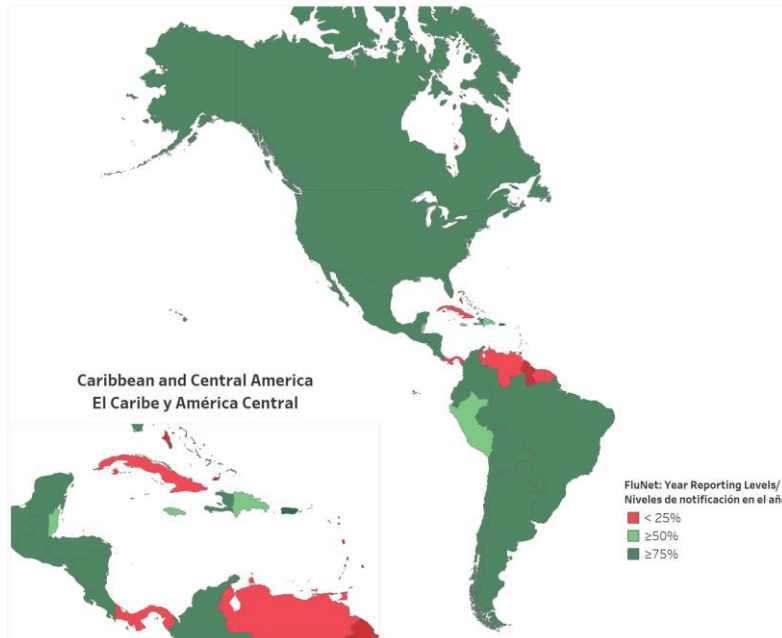 Caribbean and Central America
El Caribe y América Central
FluNet: Year Reporting Levels/
Niveles de notificación en el añ
< 25%
≥50%
≥75%